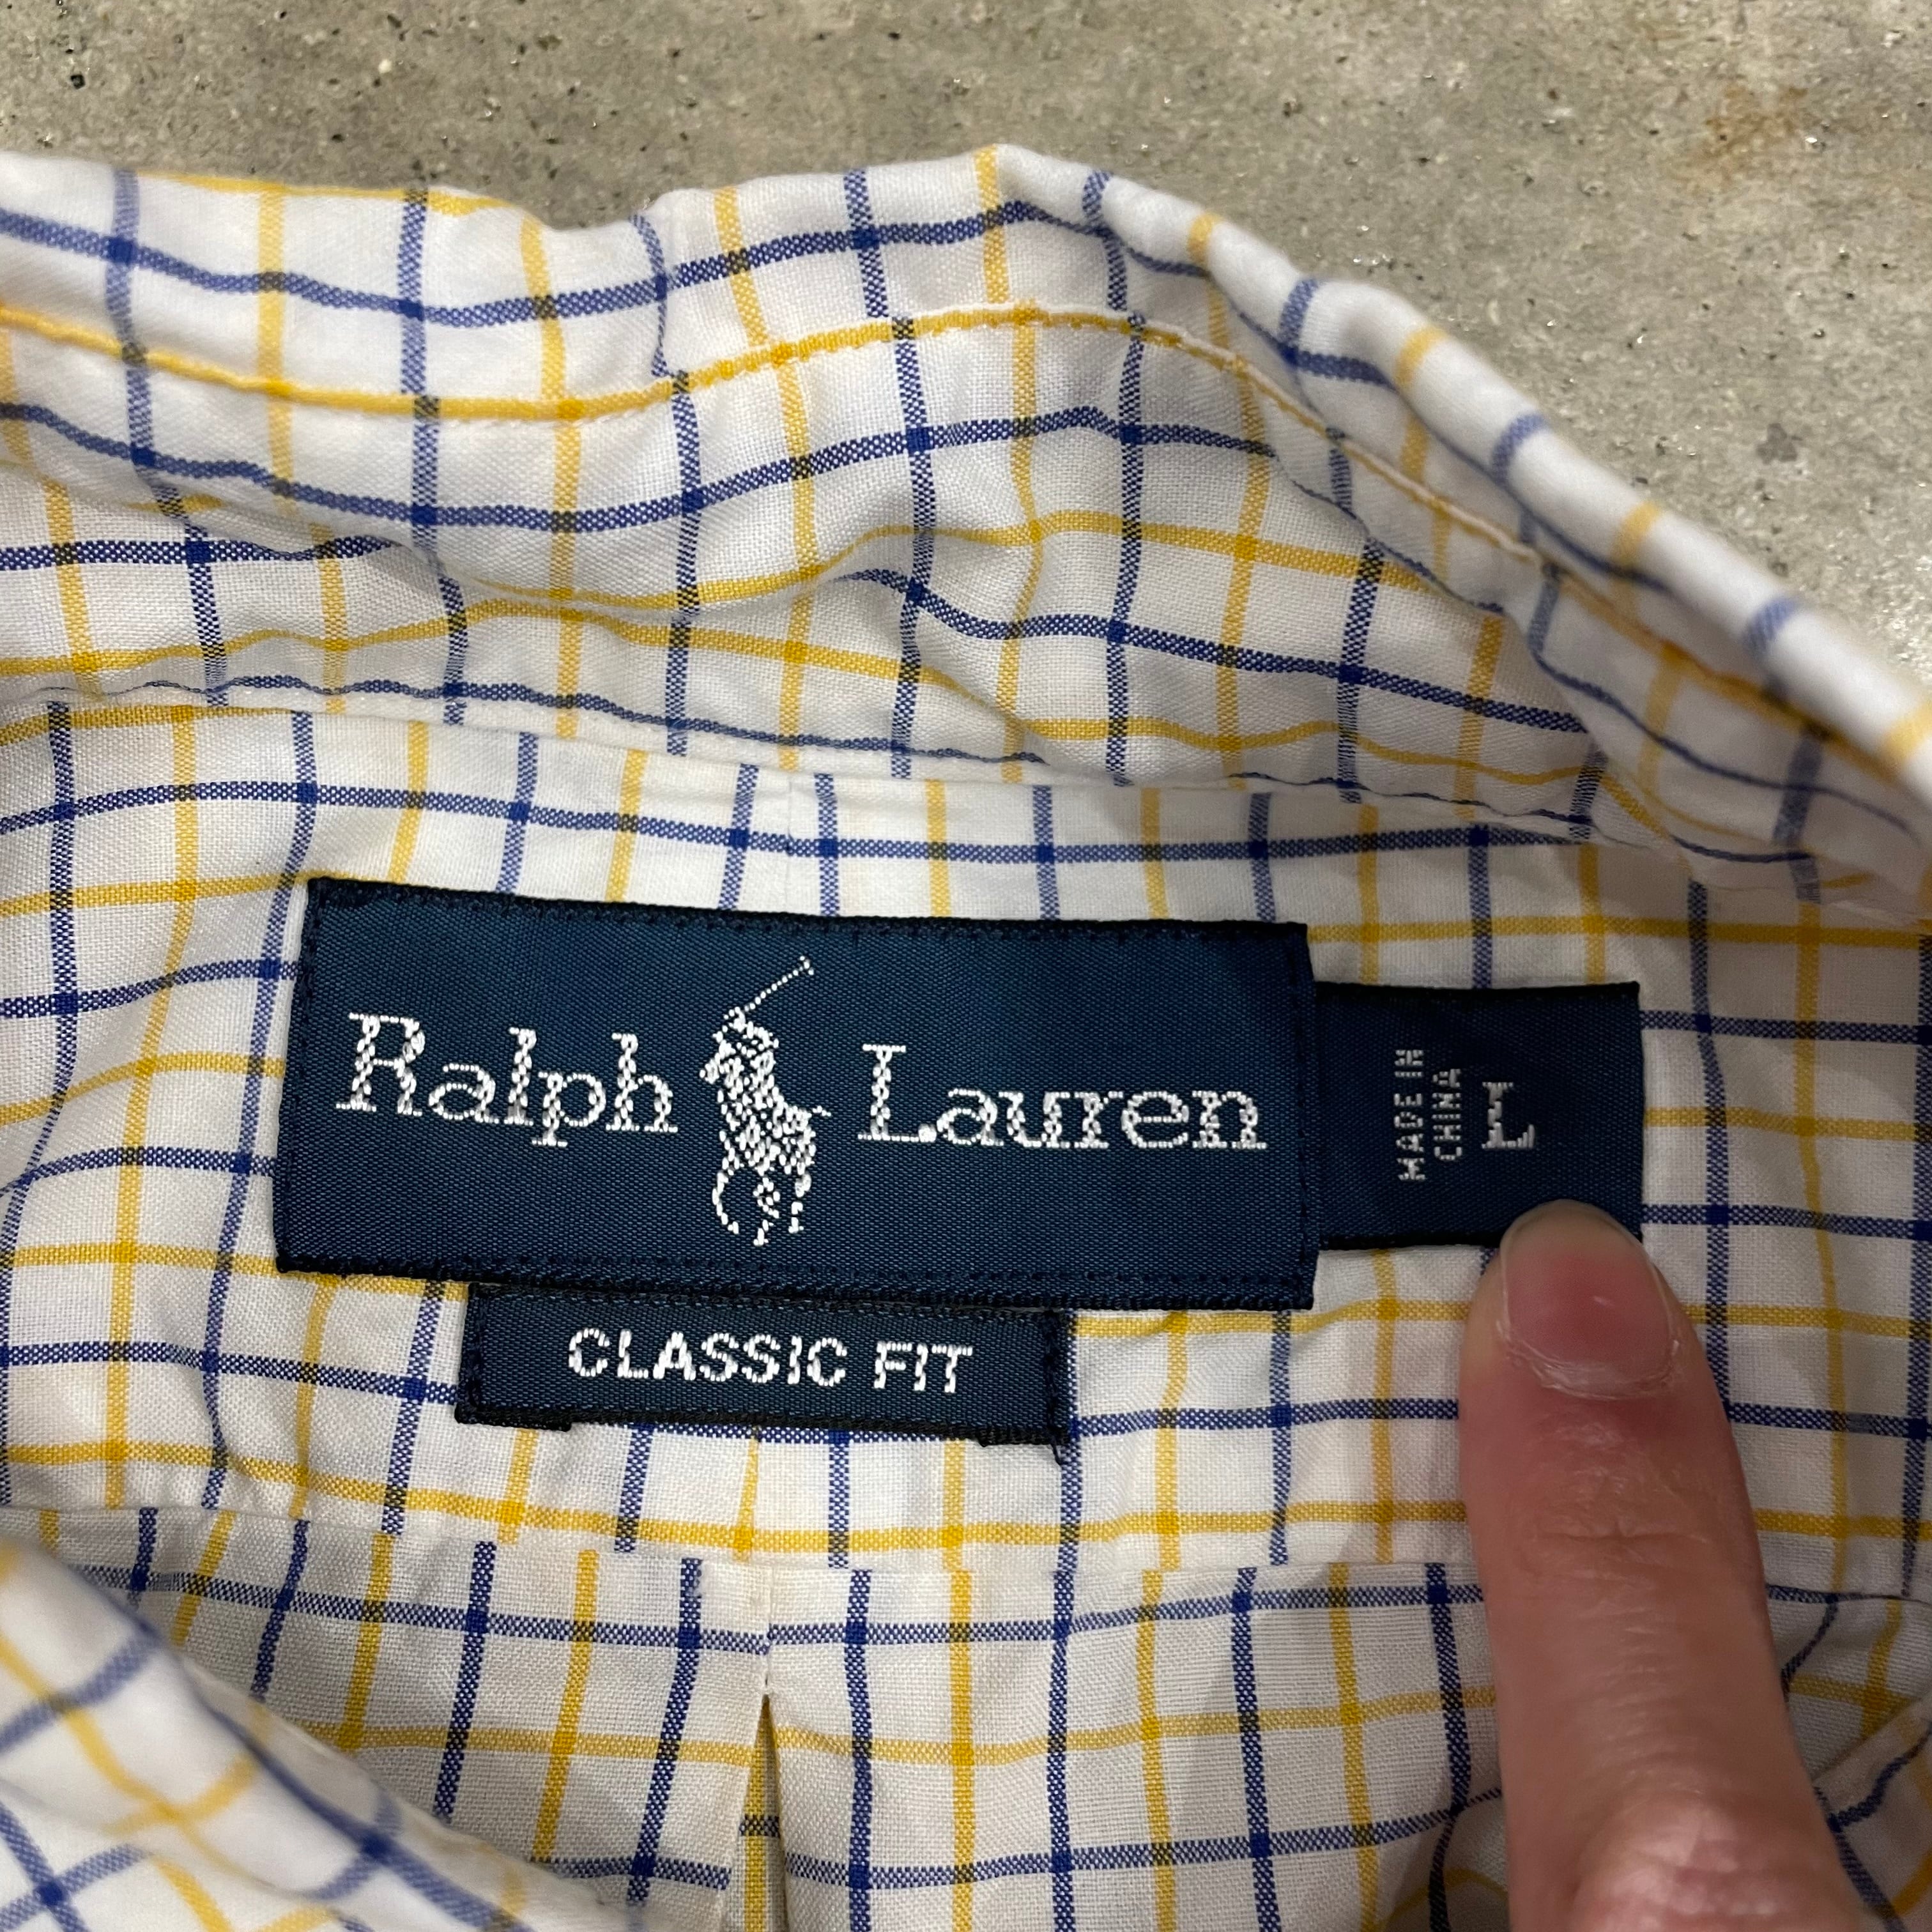 Ralph Lauren
MADE IN
CHINA
L
CLASSIC FIT